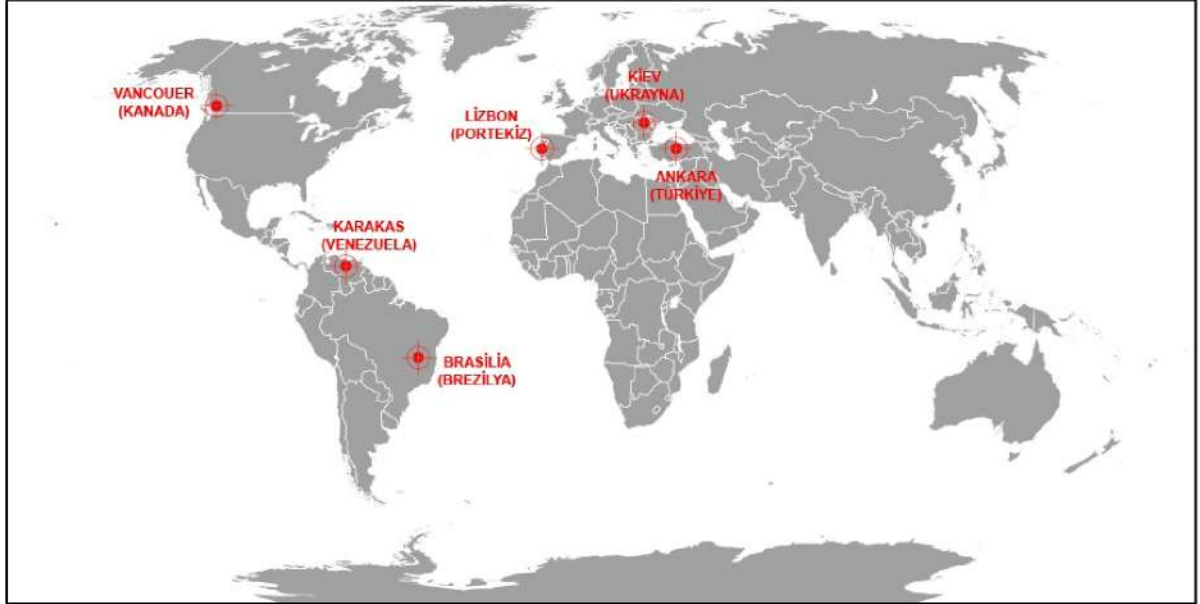 KİEV
(UKRAYNA)
VANCOUER
(KANADA)
LİZBON
(PORTEKİZ)
ANKARA
(TÜRKİYE)
KARAKAS
(VENEZUELA)
BRASİLİA
(BREZİLYA)